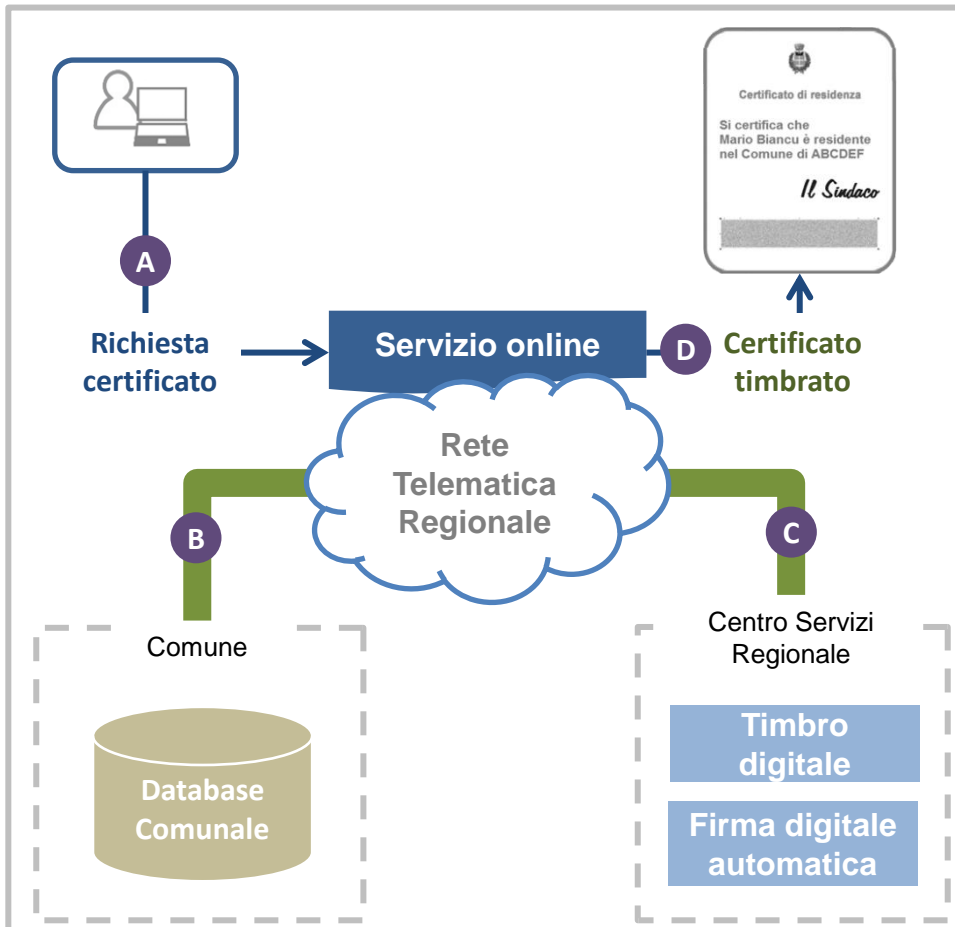 Certificato di residenza
Si certifica che
Mario Biancu è residente
nel Comune di ABCDEF
Il Sindaco
A
Richiesta
certificato
Servizio online
D
Certificato
timbrato
Rete
Telematica
Regionale
B
C
Comune
Database
Comunale
Centro Servizi
Regionale
Timbro
digitale
Firma digitale
automatica